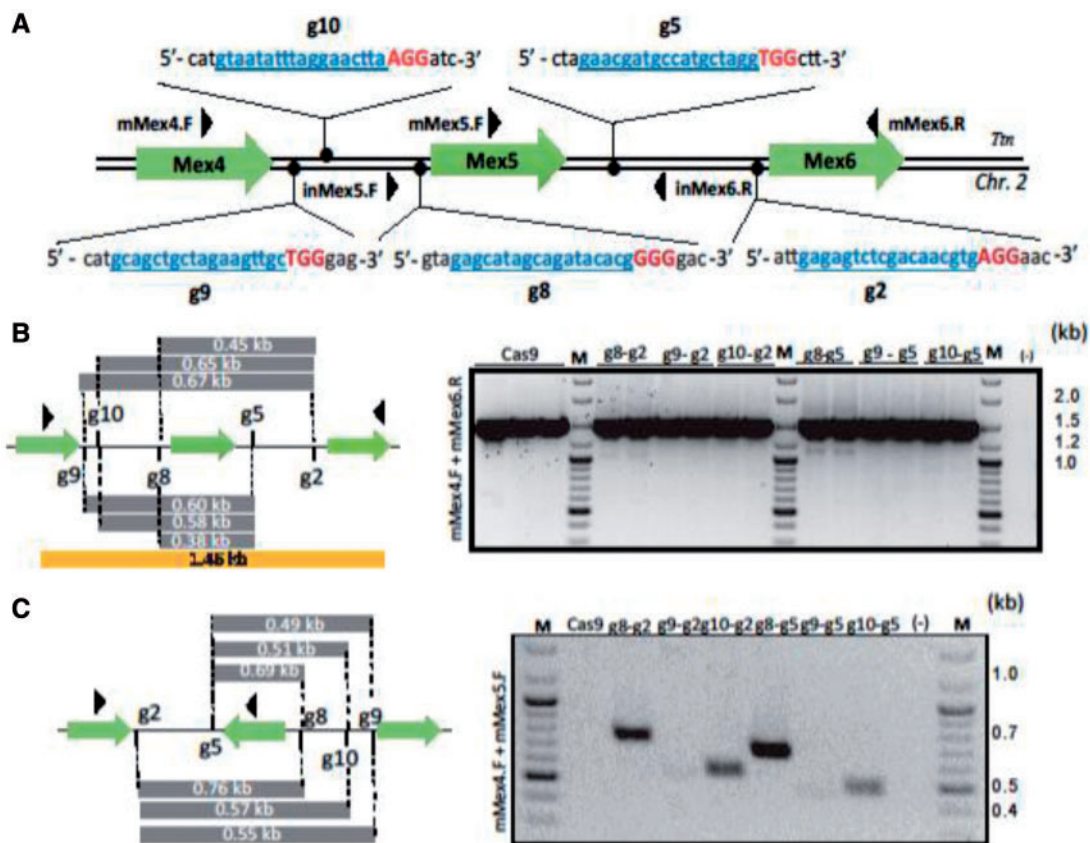 A
g10
g5
5′- catgtaatatttaggaacttaAGGatc-3′
5′- ctagaacgatgccatgctaggTGGctt-3′
mMex4.F
mMex5.F
mMex6.R
Mex4
Mex5
Mex6
Ttn
Chr. 2
inMex5.F
inMex6.R
5′- catgcagctgctagaagttgcTGGgag-3′
5′- gtagagcatagcagatacacgGGGgac-3′
5′- attgagagtctcgacaacgtgAGGaac-3′
g9
g8
g2
B
0.45 kb
0.65 kb
0.67 kb
g10
g5
g9
g8
g2
0.60 kb
0.58 kb
0.38 kb
mMex4.F + mMex6.R
Cas9 M g8-g2 g9-g2 g10-g2 M g8-g5 g9-g5 g10-g5 M (-)
(kb)
2.0
1.5
1.2
1.0
C
0.49 kb
0.51 kb
0.69 kb
g2
g5
g8
g10
g9
0.76 kb
0.57 kb
0.55 kb
mMex4.F + mMex5.F
M Cas9 g8-g2 g9-g2 g10-g2 g8-g5 g9-g5 g10-g5 (-) M
(kb)
1.0
0.7
0.5
0.4